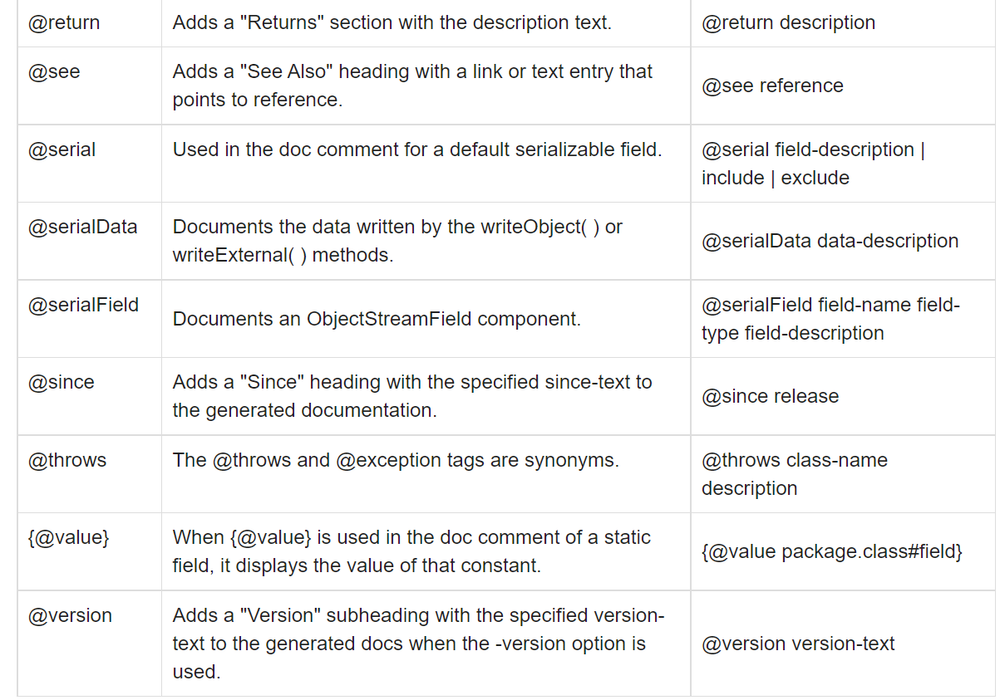 @return
Adds a "Returns" section with the description text.
@return description
@see
Adds a "See Also" heading with a link or text entry that
points to reference.
@see reference
@serial
Used in the doc comment for a default serializable field.
@serial field-description |
include | exclude
@serialData
Documents the data written by the writeObject( ) or
writeExternal( ) methods.
@serialData data-description
@serialField
Documents an ObjectStreamField component.
@serialField field-name field-
type field-description
@since
Adds a "Since" heading with the specified since-text to
the generated documentation.
@since release
@throws
The @throws and @exception tags are synonyms.
@throws class-name
description
{@value}
When {@value} is used in the doc comment of a static
field, it displays the value of that constant.
{@value package.class#field}
@version
Adds a "Version" subheading with the specified version-
text to the generated docs when the -version option is
used.
@version version-text